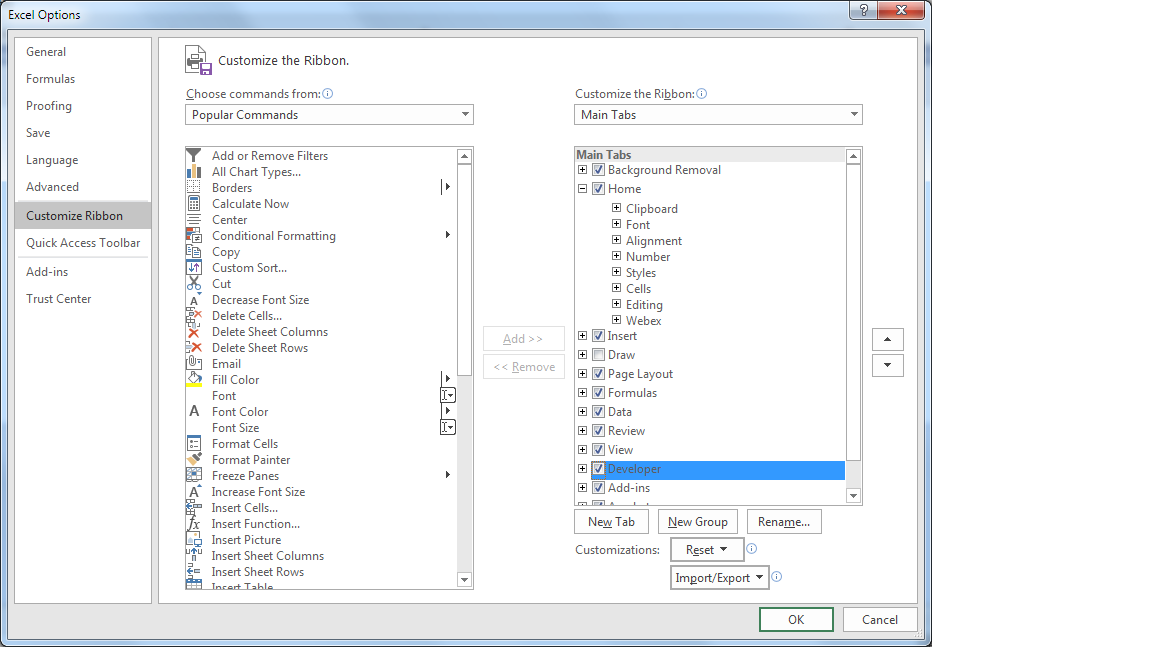 Excel Options
General
Formulas
Proofing
Save
Language
Advanced
Customize Ribbon
Quick Access Toolbar
Add-ins
Trust Center
Customize the Ribbon.
Choose commands from:
Popular Commands
Add or Remove Filters
All Chart Types...
Borders
Calculate Now
Center
Conditional Formatting
Copy
Custom Sort...
Cut
Decrease Font Size
Delete Cells...
Delete Sheet Columns
Delete Sheet Rows
Email
Fill Color
Font
Font Color
Font Size
Format Cells
Format Painter
Freeze Panes
Increase Font Size
Insert Cells...
Insert Function...
Insert Picture
Insert Sheet Columns
Insert Sheet Rows
Insert Table
Add >>
<< Remove
Customize the Ribbon:
Main Tabs
Main Tabs
Background Removal
Home
Clipboard
Font
Alignment
Number
Styles
Cells
Editing
Webex
Insert
Draw
Page Layout
Formulas
Data
Review
View
Developer
Add-ins
New Tab
New Group
Rename...
Customizations:
Reset
Import/Export
OK
Cancel